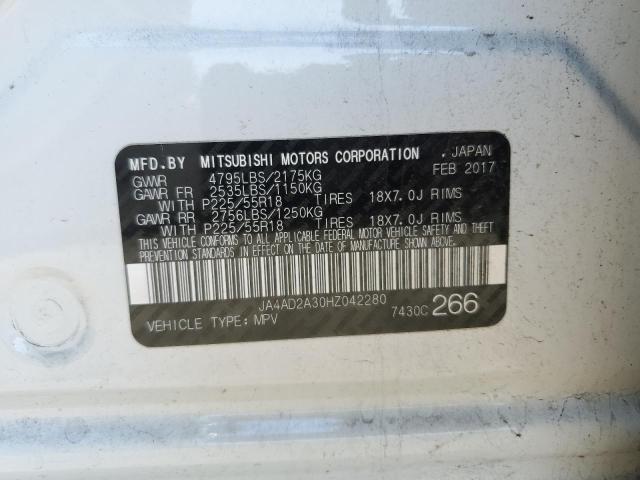 MFD.BY MITSUBISHI MOTORS CORPORATION , JAPAN
GVWR 4795LBS/2175KG FEB 2017
GAWR FR 2535LBS/1150KG
WITH P225/55R18 TIRES 18X7.0J RIMS
GAWR RR 2756LBS/1250KG
WITH P225/55R18 TIRES 18X7.0J RIMS
THIS VEHICLE CONFORMS TO ALL APPLICABLE FEDERAL MOTOR VEHICLE SAFETY, BUMPER, AND THEFT
PREVENTION STANDARDS IN EFFECT ON THE DATE OF MANUFACTURE SHOWN ABOVE.
JA4AD2A30HZ042280
VEHICLE TYPE: MPV 7430C 266